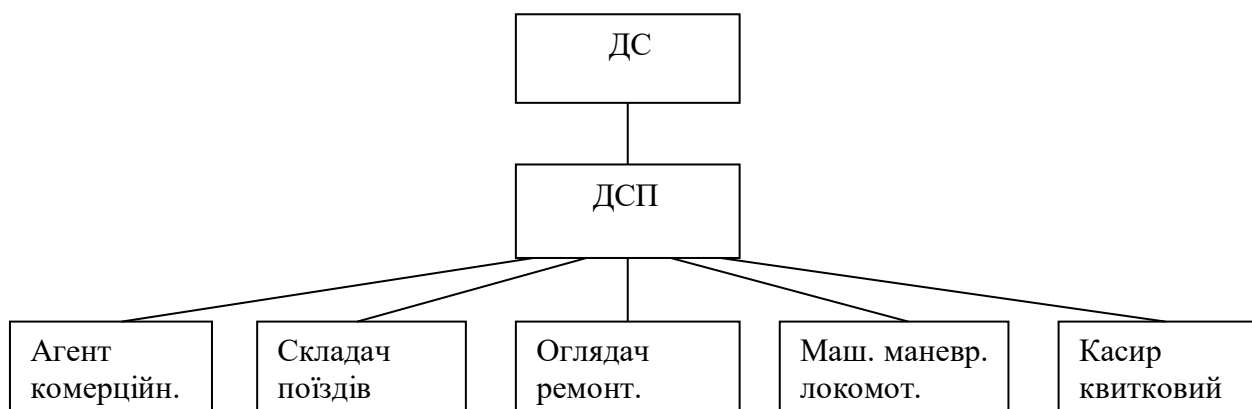 ДС
ДСП
Агент
комерційн.
Складач
поїздів
Оглядач
ремонт.
Маш. маневр.
локомот.
Касир
квитковий